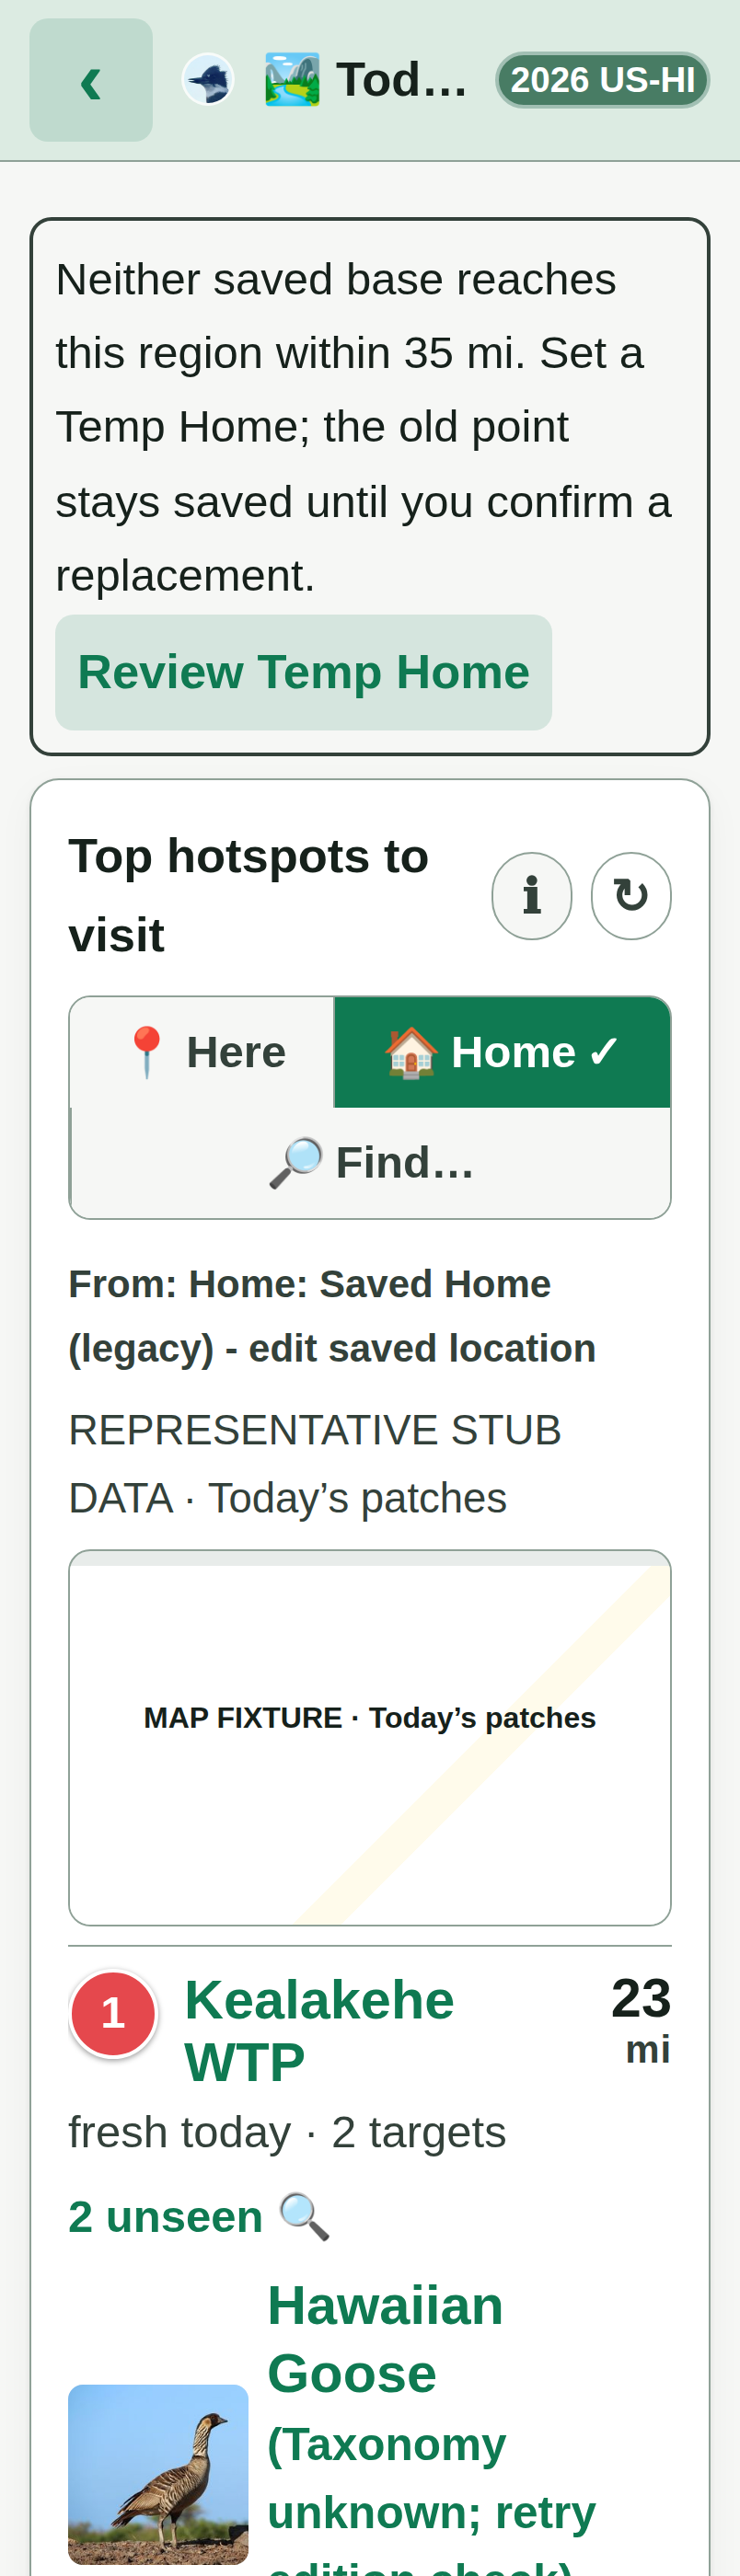 ‹ 🏞️ Tod… 2026 US-HI
Neither saved base reaches
this region within 35 mi. Set a
Temp Home; the old point
stays saved until you confirm a
replacement.
Review Temp Home
Top hotspots to
visit
ℹ ↻
📍 Here
🏠 Home ✓
🔎 Find…
From: Home: Saved Home
(legacy) - edit saved location
REPRESENTATIVE STUB
DATA · Today’s patches
MAP FIXTURE · Today’s patches
1
Kealakehe
WTP
23
mi
fresh today · 2 targets
2 unseen 🔍
Hawaiian
Goose
(Taxonomy
unknown; retry
edition check)